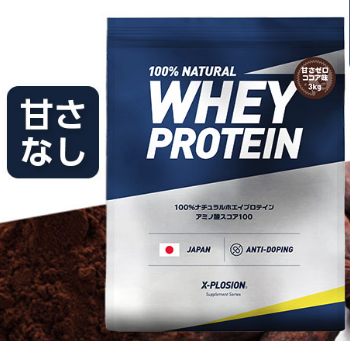 甘さ
なし
100% NATURAL
WHEY
PROTEIN
甘さゼロ
ココア味
3kg
100%ナチュラルホエイプロテイン
アミノ酸スコア100
JAPAN
ANTI-DOPING
X-PLOSION
Supplement Series